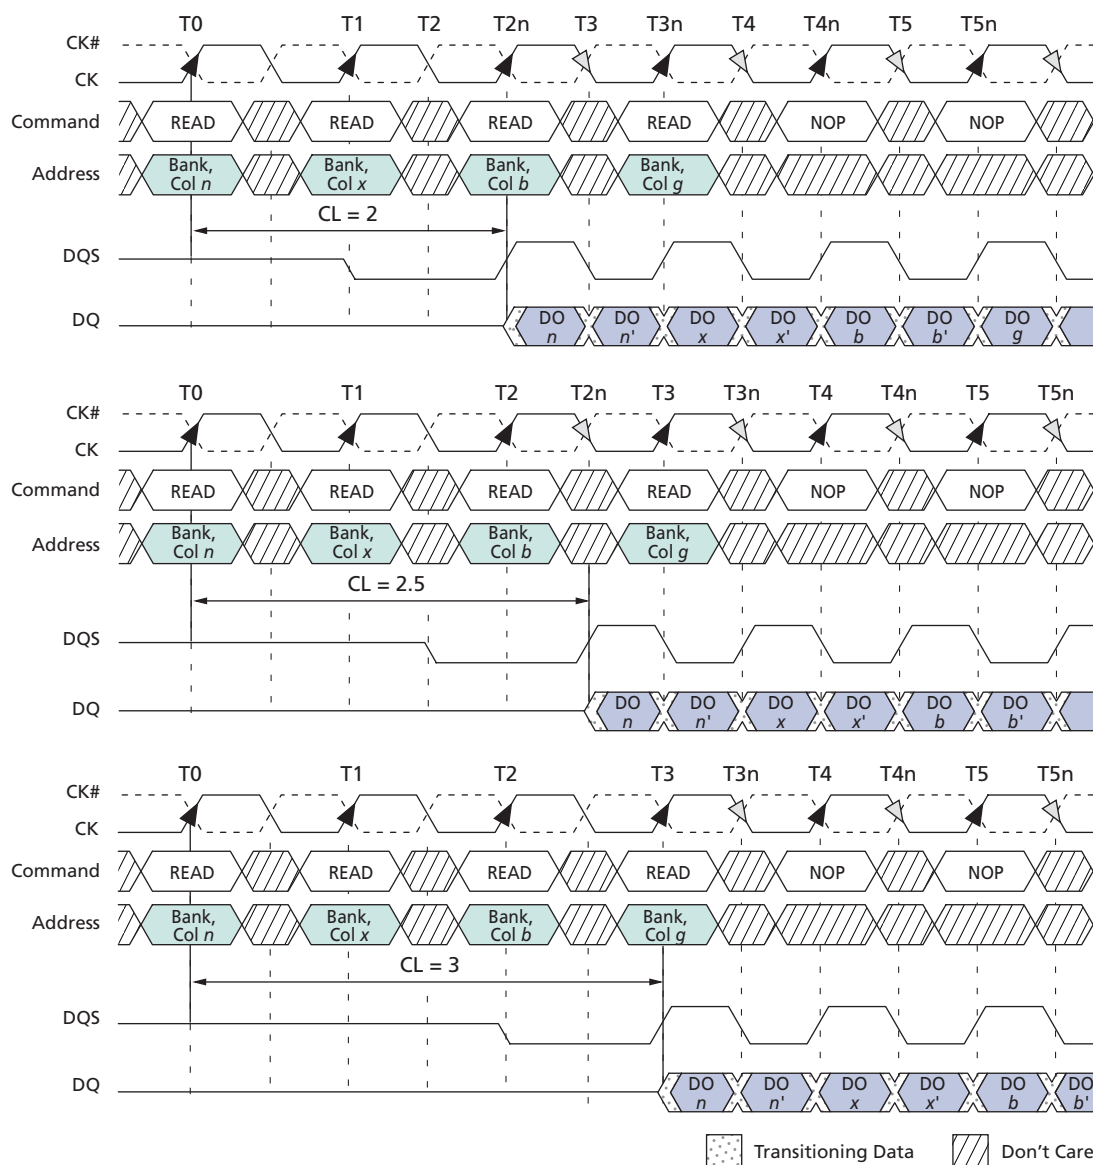 T0 T1 T2 T2n T3 T3n T4 T4n T5 T5n
CK#
CK
Command READ READ READ READ NOP NOP
Address Bank, Col n Bank, Col x Bank, Col b Bank, Col g
CL = 2
DQS
DQ DO n DO n' DO x DO x' DO b DO b' DO g
T0 T1 T2 T2n T3 T3n T4 T4n T5 T5n
CK#
CK
Command READ READ READ READ NOP NOP
Address Bank, Col n Bank, Col x Bank, Col b Bank, Col g
CL = 2.5
DQS
DQ DO n DO n' DO x DO x' DO b DO b'
T0 T1 T2 T3 T3n T4 T4n T5 T5n
CK#
CK
Command READ READ READ READ NOP NOP
Address Bank, Col n Bank, Col x Bank, Col b Bank, Col g
CL = 3
DQS
DQ DO n DO n' DO x DO x' DO b DO b'
Transitioning Data Don't Care